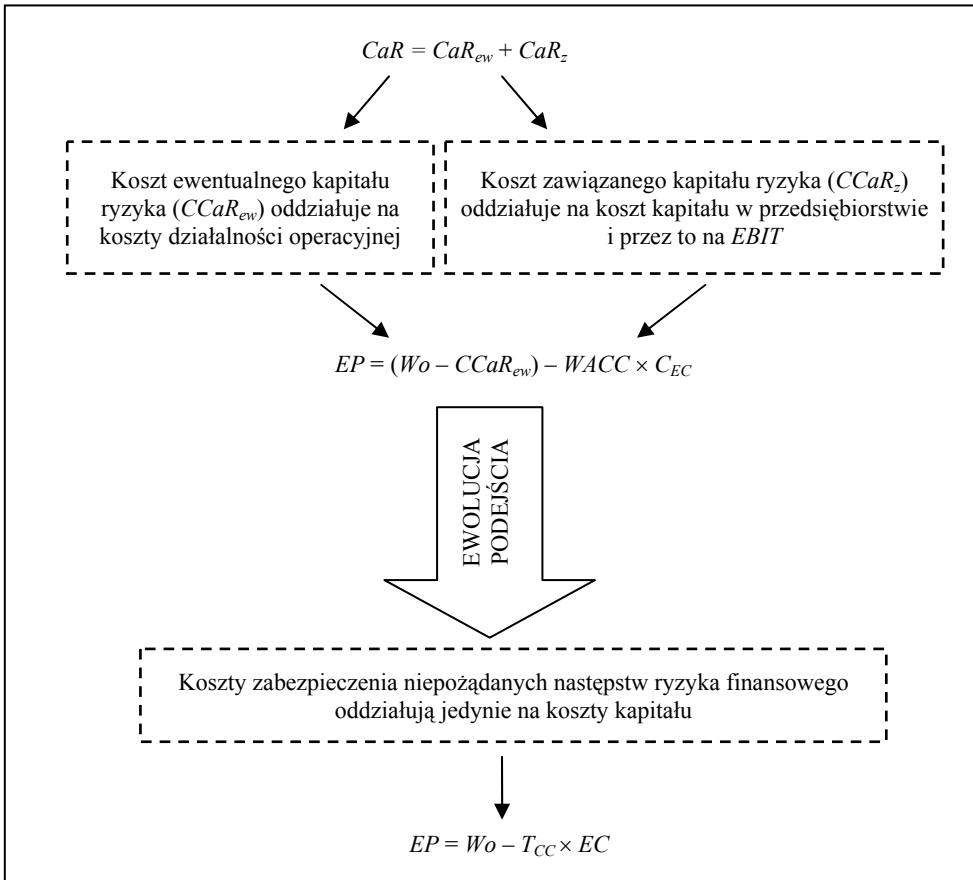 CaR = CaR_ew + CaR_z
Koszt ewentualnego kapitału
ryzyka (CCaR_ew) oddziałuje na
koszty działalności operacyjnej
Koszt zawiązanego kapitału ryzyka (CCaR_z)
oddziałuje na koszt kapitału w przedsiębiorstwie
i przez to na EBIT
EP = (Wo – CCaR_ew) – WACC × C_EC
EWOLUCJA
PODEJŚCIA
Koszty zabezpieczenia niepożądanych następstw ryzyka finansowego
oddziałują jedynie na koszty kapitału
EP = Wo – T_CC × EC